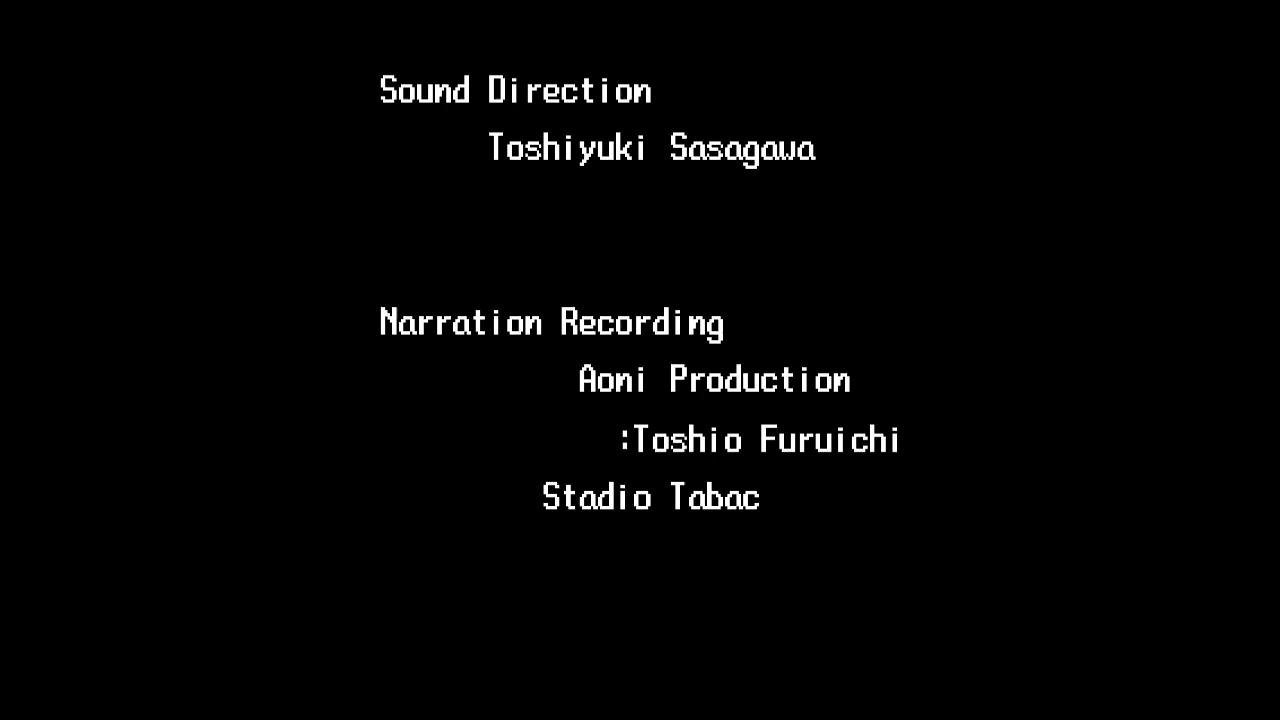 Sound Direction
Toshiyuki Sasagawa
Narration Recording
Aoni Production
:Toshio Furuichi
Stadio Tabac